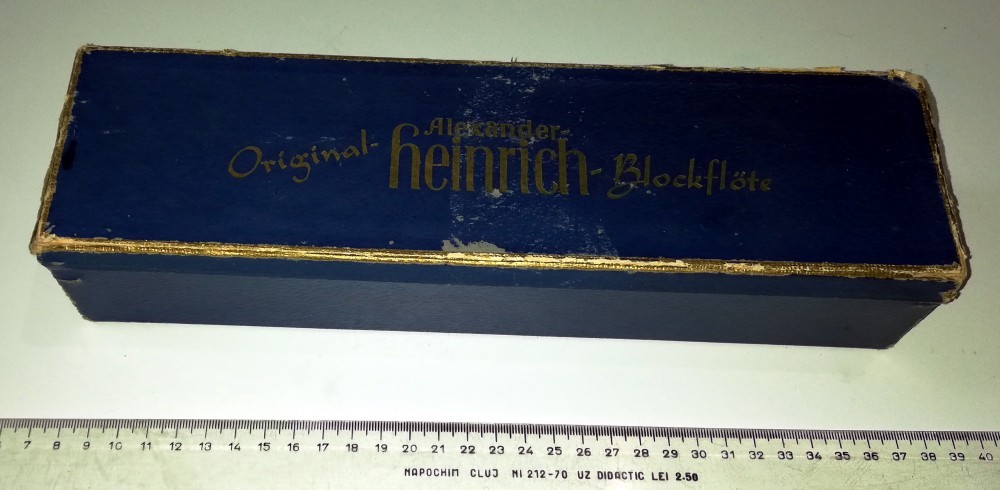 Original-
Alexander-
heinrich-Blockflöte
7 8 9 10 11 12 13 14 15 16 17 18 19 20 21 22 23 24 25 26 27 28 29 30 31 32 33 34 35 36 37 38 39 40
NAPOCHIM CLUJ NI 212-70 UZ DIDACTIC LEI 2.50